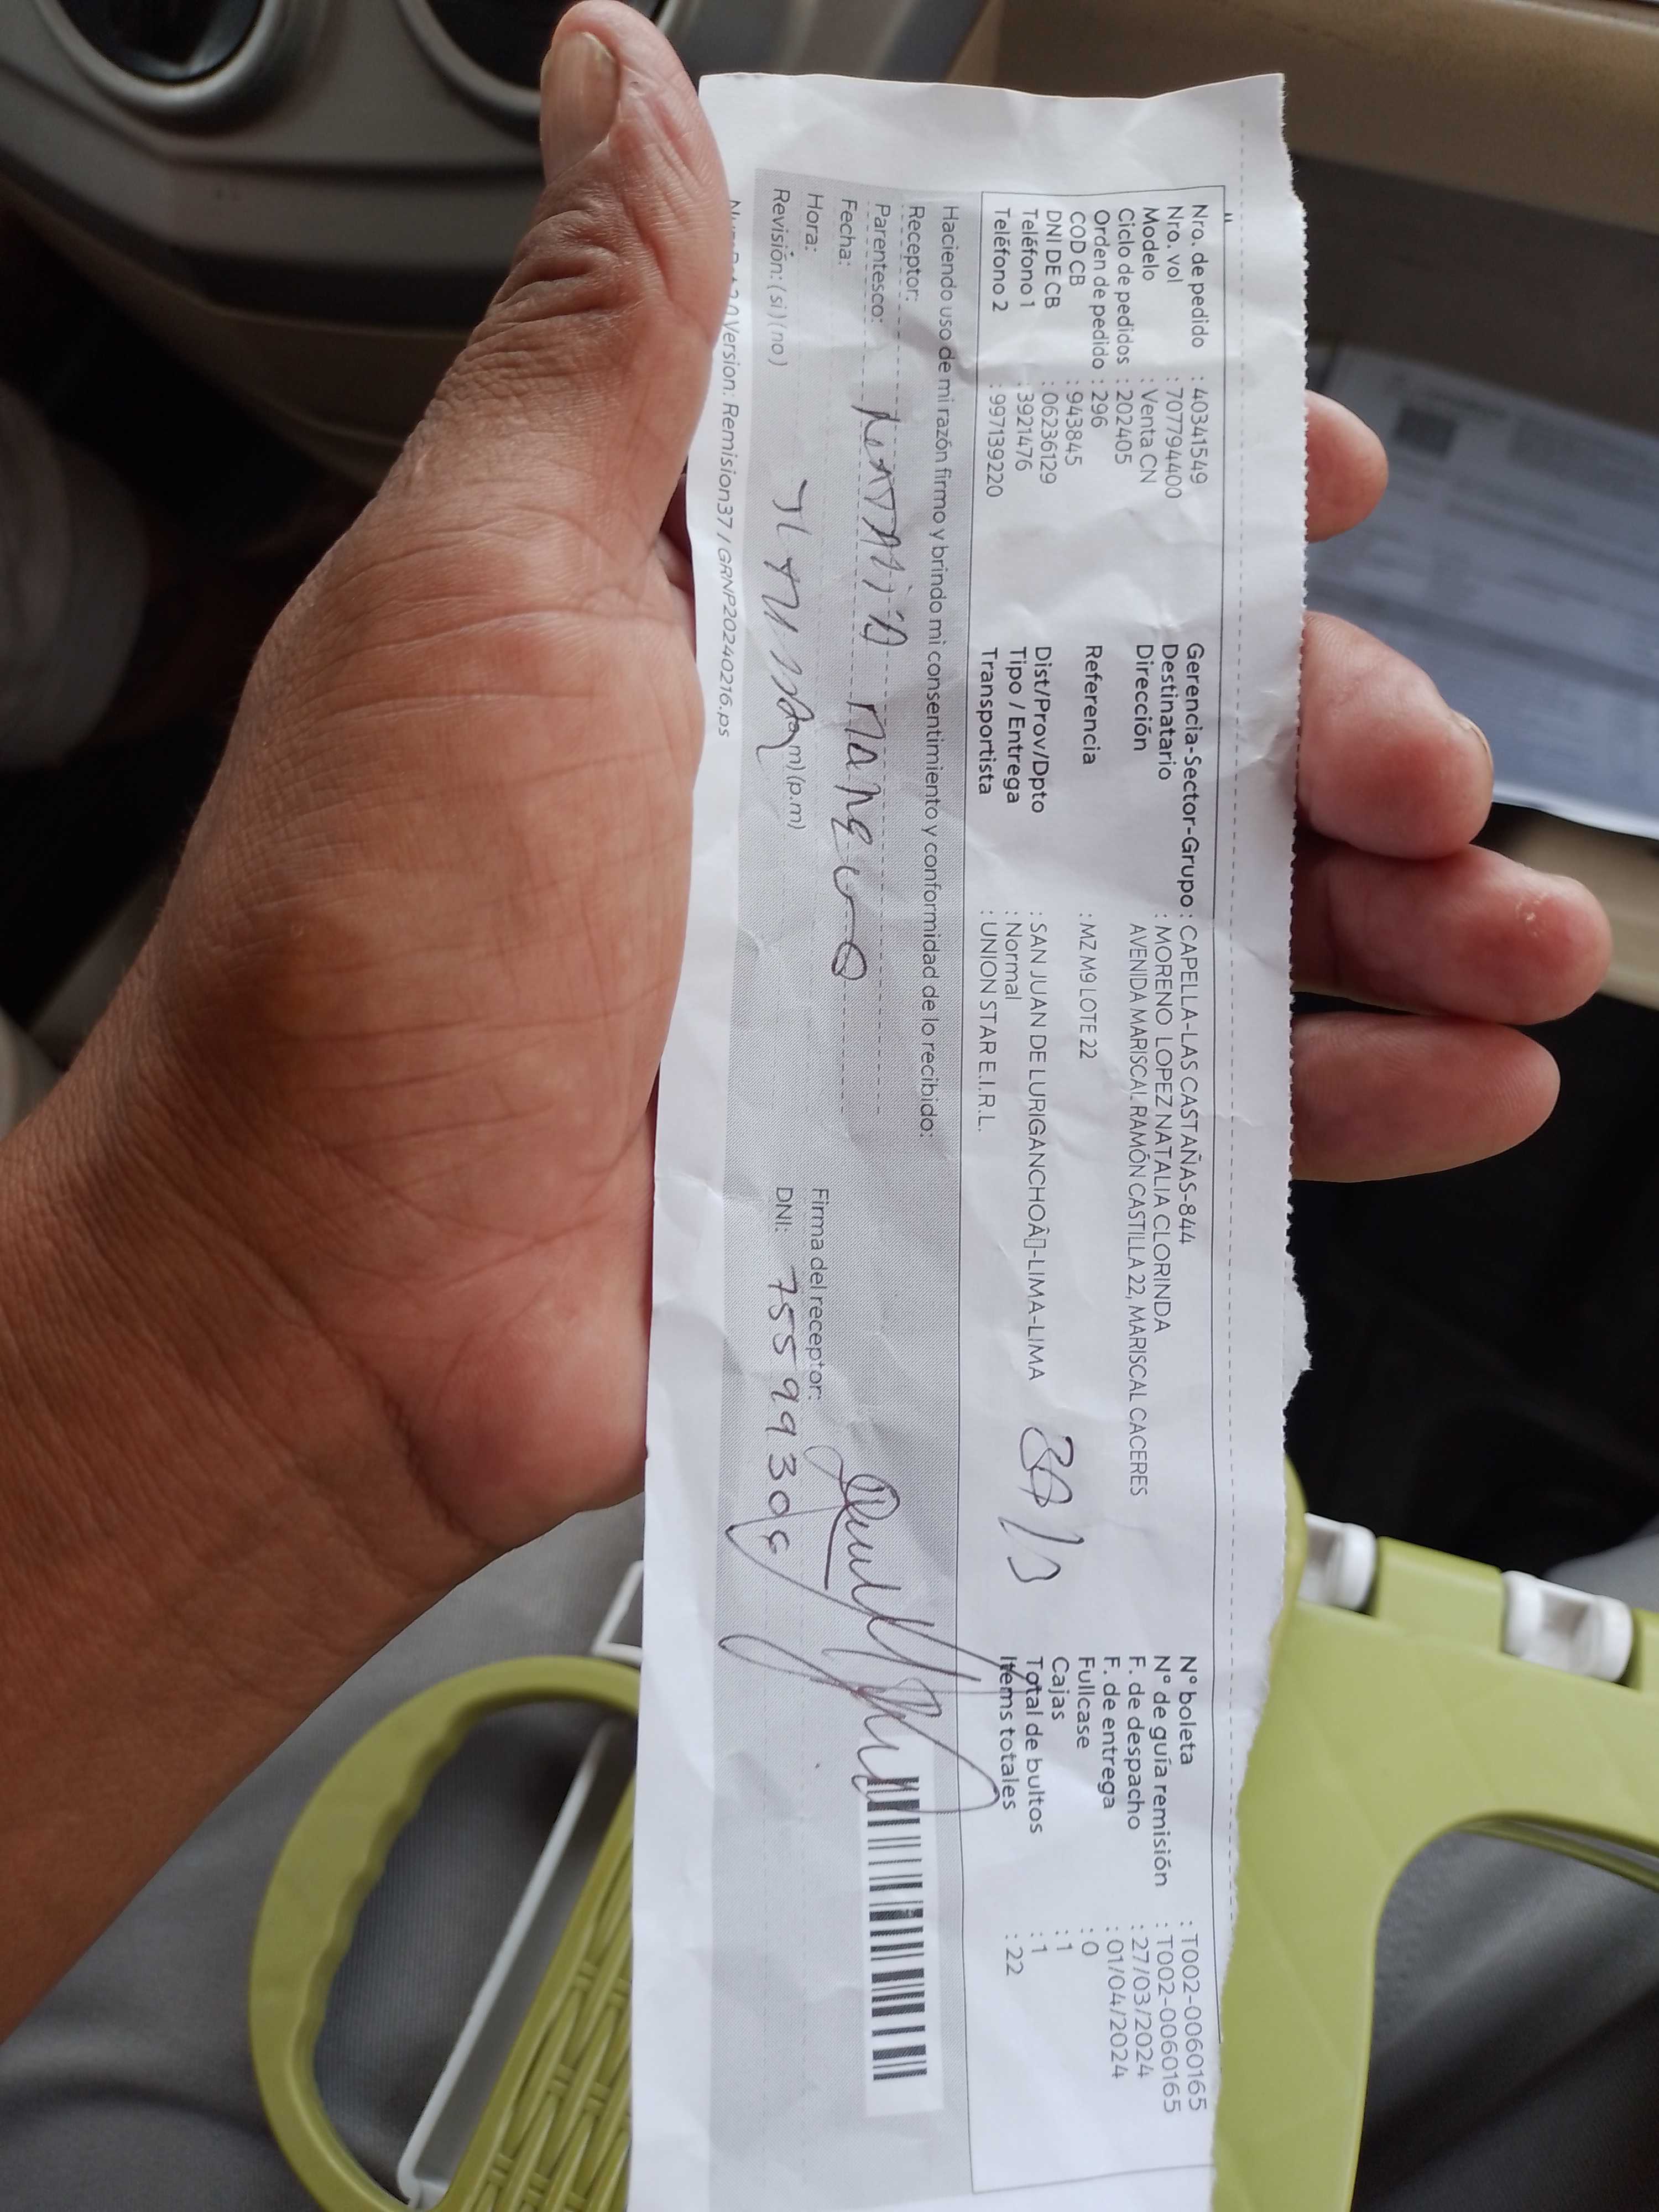 Nro. de pedido : 40341549
Nro. vol : 707794400
Modelo : Venta CN
Ciclo de pedidos : 202405
Orden de pedido : 296
COD CB : 943845
DNI DE CB : 06236129
Teléfono 1 : 3921476
Teléfono 2 : 997139220
Gerencia-Sector-Grupo : CAPELLA-LAS CASTAÑAS-844
Destinatario : MORENO LOPEZ NATALIA CLORINDA
Dirección AVENIDA MARISCAL RAMÓN CASTILLA 22, MARISCAL CACERES
Referencia : MZ M9 LOTE 22
Dist/Prov/Dpto : SAN JUAN DE LURIGANCHOÂ▯-LIMA-LIMA
Tipo / Entrega : Normal
Transportista : UNION STAR E.I.R.L.
N° boleta : T002-0060165
N° de guía remisión : T002-0060165
F. de despacho : 27/03/2024
F. de entrega : 01/04/2024
Fullcase : 0
Cajas : 1
Total de bultos : 1
Items totales : 22
Haciendo uso de mi razón firmo y brindo mi consentimiento y conformidad de lo recibido:
Receptor:
Parentesco:
Fecha:
Hora: m)(p.m)
Revisión: (si)(no)
Firma del receptor:
DNI:
Version: Remision37 / GRNP20240216.ps